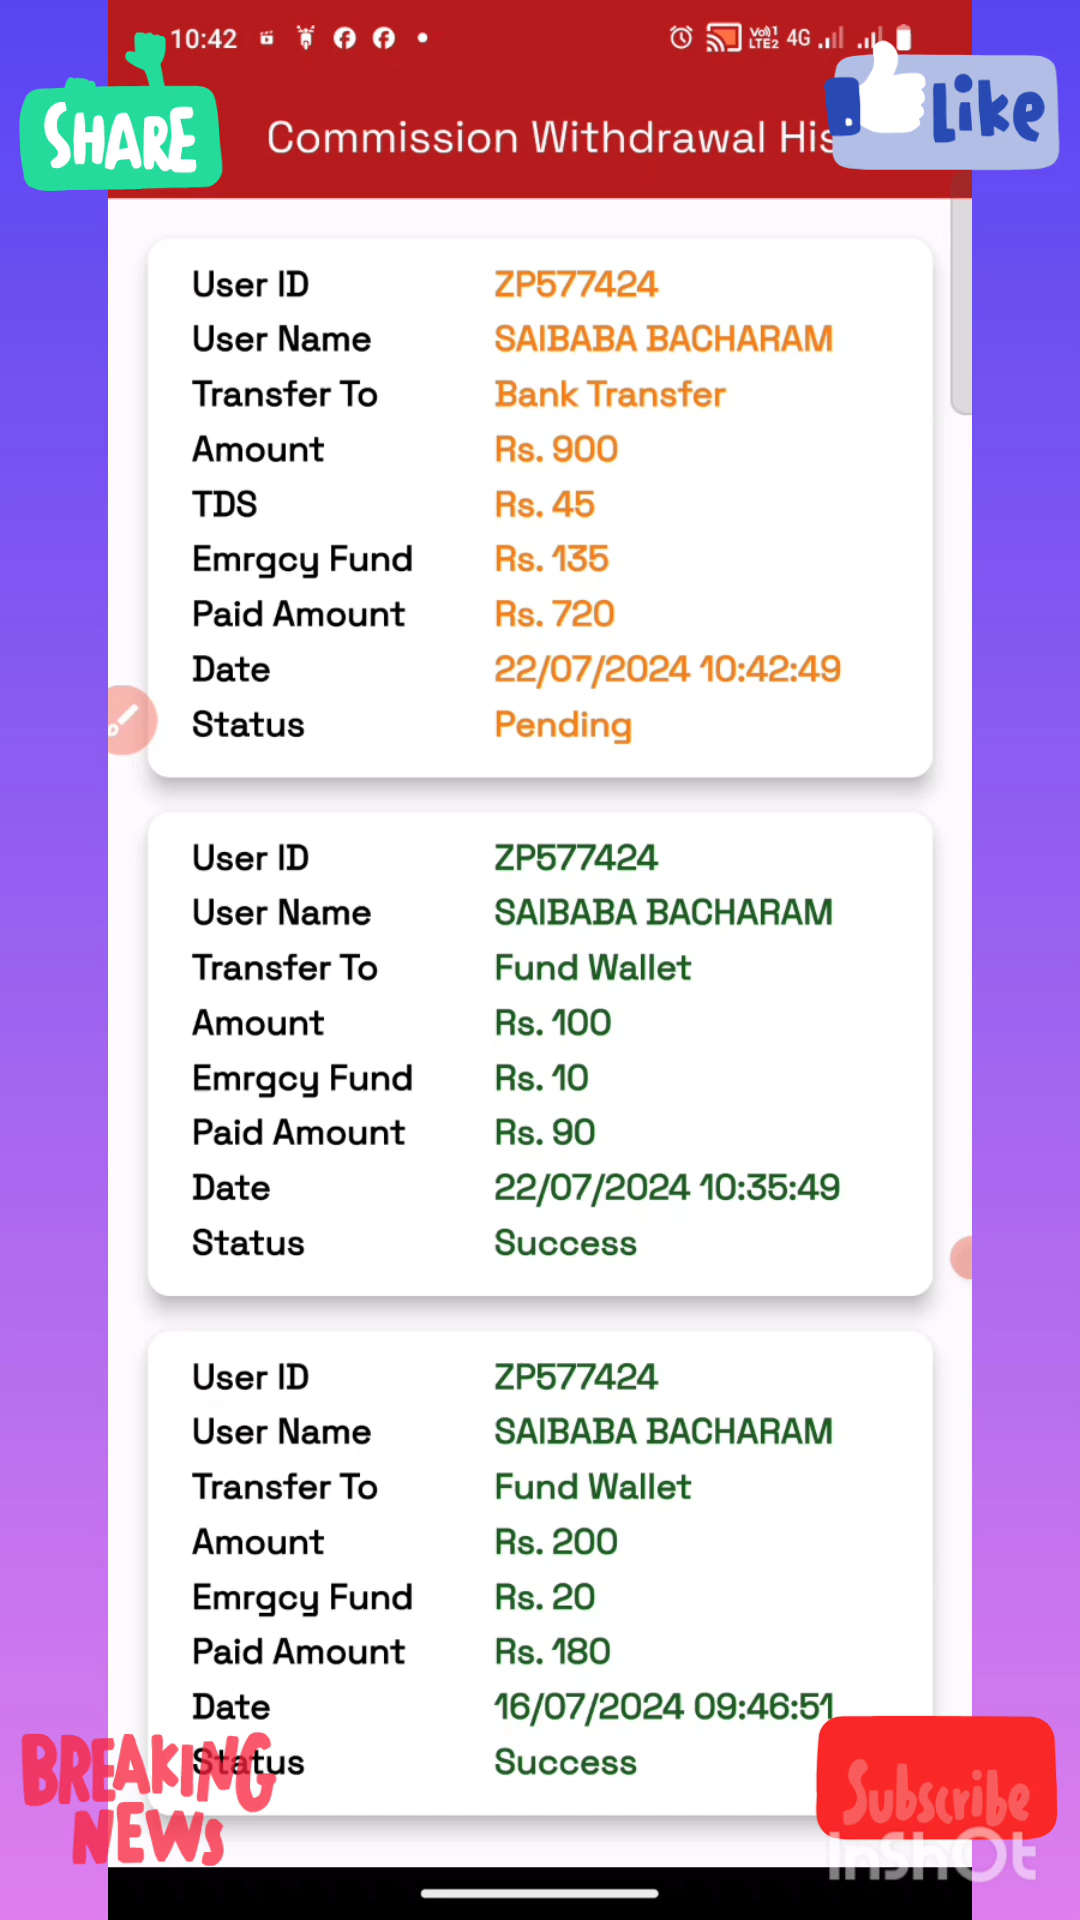 10:42
Vo)) 1
LTE2 4G
SHARE
Like
Commission Withdrawal His
User ID ZP577424
User Name SAIBABA BACHARAM
Transfer To Bank Transfer
Amount Rs. 900
TDS Rs. 45
Emrgcy Fund Rs. 135
Paid Amount Rs. 720
Date 22/07/2024 10:42:49
Status Pending
User ID ZP577424
User Name SAIBABA BACHARAM
Transfer To Fund Wallet
Amount Rs. 100
Emrgcy Fund Rs. 10
Paid Amount Rs. 90
Date 22/07/2024 10:35:49
Status Success
User ID ZP577424
User Name SAIBABA BACHARAM
Transfer To Fund Wallet
Amount Rs. 200
Emrgcy Fund Rs. 20
Paid Amount Rs. 180
Date 16/07/2024 09:46:51
Status Success
BREAKING
NEWS
Subscribe
InShOt